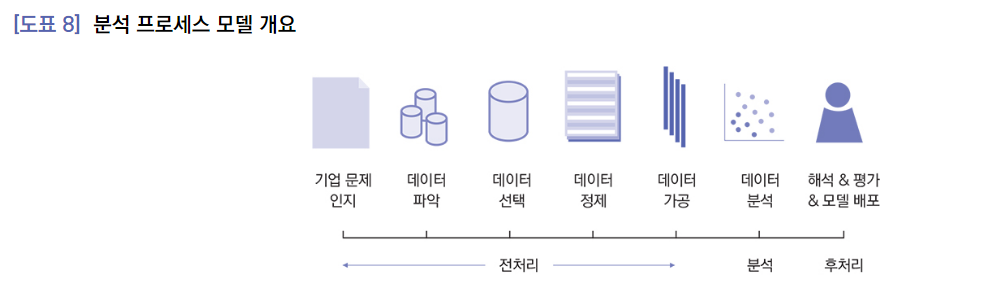 [도표 8] 분석 프로세스 모델 개요
기업 문제
인지
데이터
파악
데이터
선택
데이터
정제
데이터
가공
데이터
분석
해석 & 평가
& 모델 배포
전처리
분석
후처리